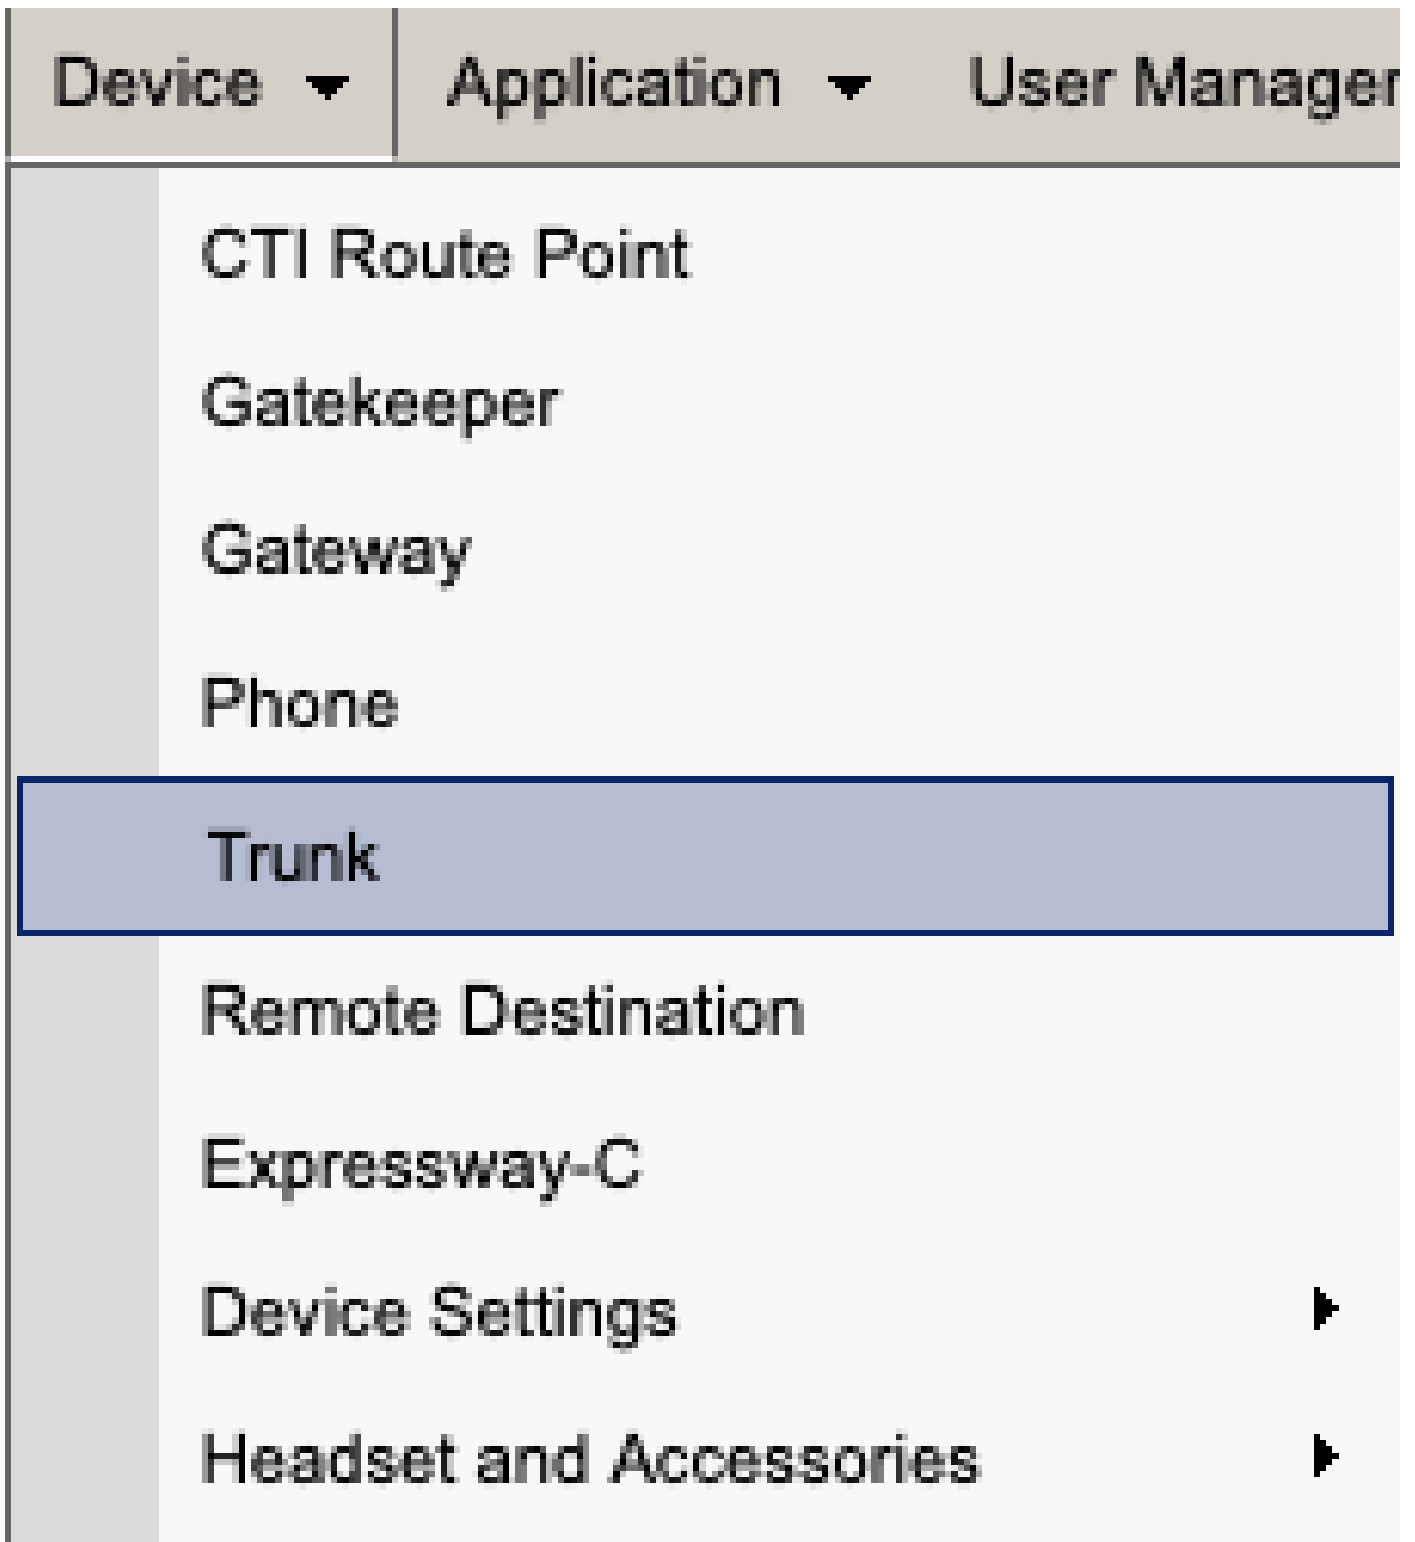 Device Application User Manager
CTI Route Point
Gatekeeper
Gateway
Phone
Trunk
Remote Destination
Expressway-C
Device Settings
Headset and Accessories